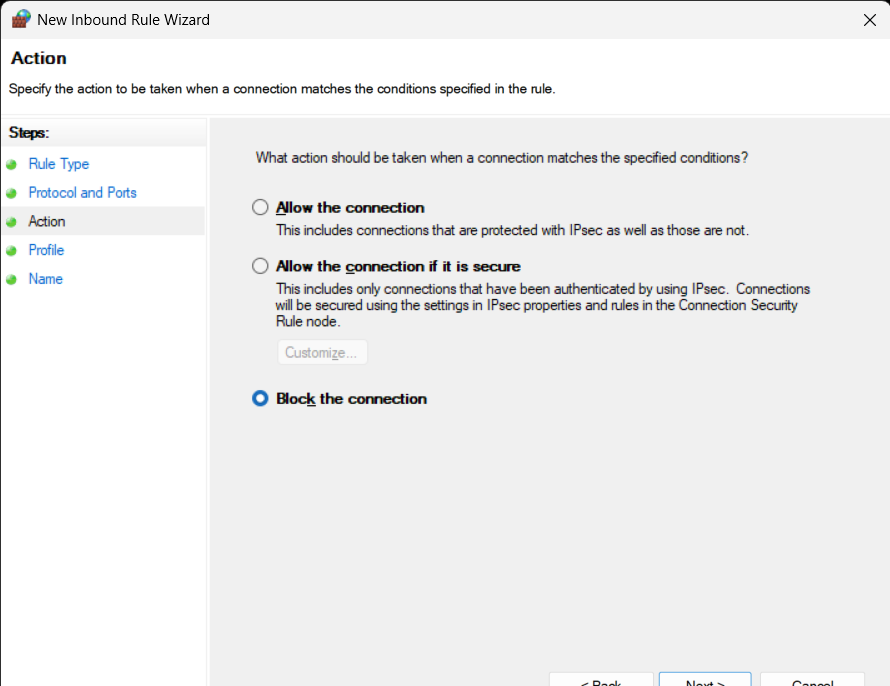 New Inbound Rule Wizard
Action
Specify the action to be taken when a connection matches the conditions specified in the rule.
Steps:
Rule Type
Protocol and Ports
Action
Profile
Name
What action should be taken when a connection matches the specified conditions?
Allow the connection
This includes connections that are protected with IPsec as well as those are not.
Allow the connection if it is secure
This includes only connections that have been authenticated by using IPsec.  Connections
will be secured using the settings in IPsec properties and rules in the Connection Security
Rule node.
Customize...
Block the connection
< Back
Next >
Cancel